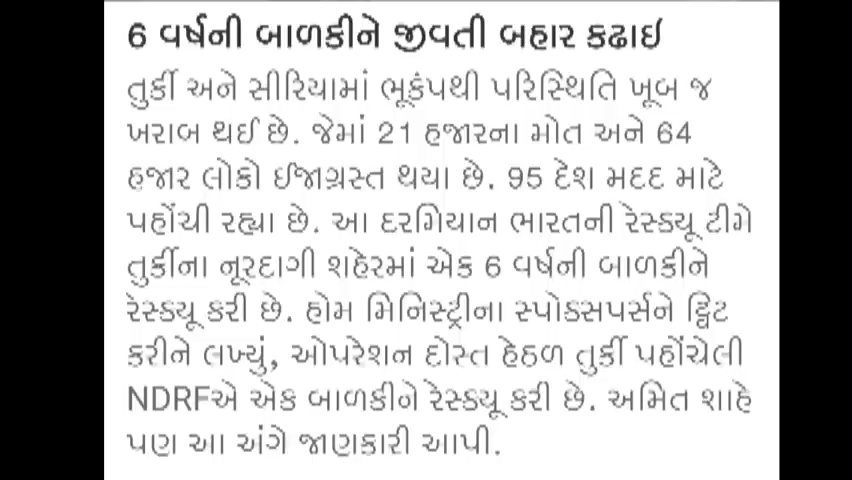 6 વર્ષની બાળકીને જીવતી બહાર કઢાઇ
તુર્કી અને સીરિયામાં ભૂકંપથી પરિસ્થિતિ ખૂબ જ
ખરાબ થઈ છે. જેમાં 21 હજારના મોત અને 64
હજાર લોકો ઈજાગ્રસ્ત થયા છે. 95 દેશ મદદ માટે
પહોંચી રહ્યા છે. આ દરમિયાન ભારતની રેસ્ક્યૂ ટીમે
તુર્કીના નૂરદાગી શહેરમાં એક 6 વર્ષની બાળકીને
રેસ્ક્યૂ કરી છે. હોમ મિનિસ્ટ્રીના સ્પોક્સપર્સને ટ્વિટ
કરીને લખ્યું, ઓપરેશન દોસ્ત હેઠળ તુર્કી પહોંચેલી
NDRFએ એક બાળકીને રેસ્ક્યૂ કરી છે. અમિત શાહે
પણ આ અંગે જાણકારી આપી.